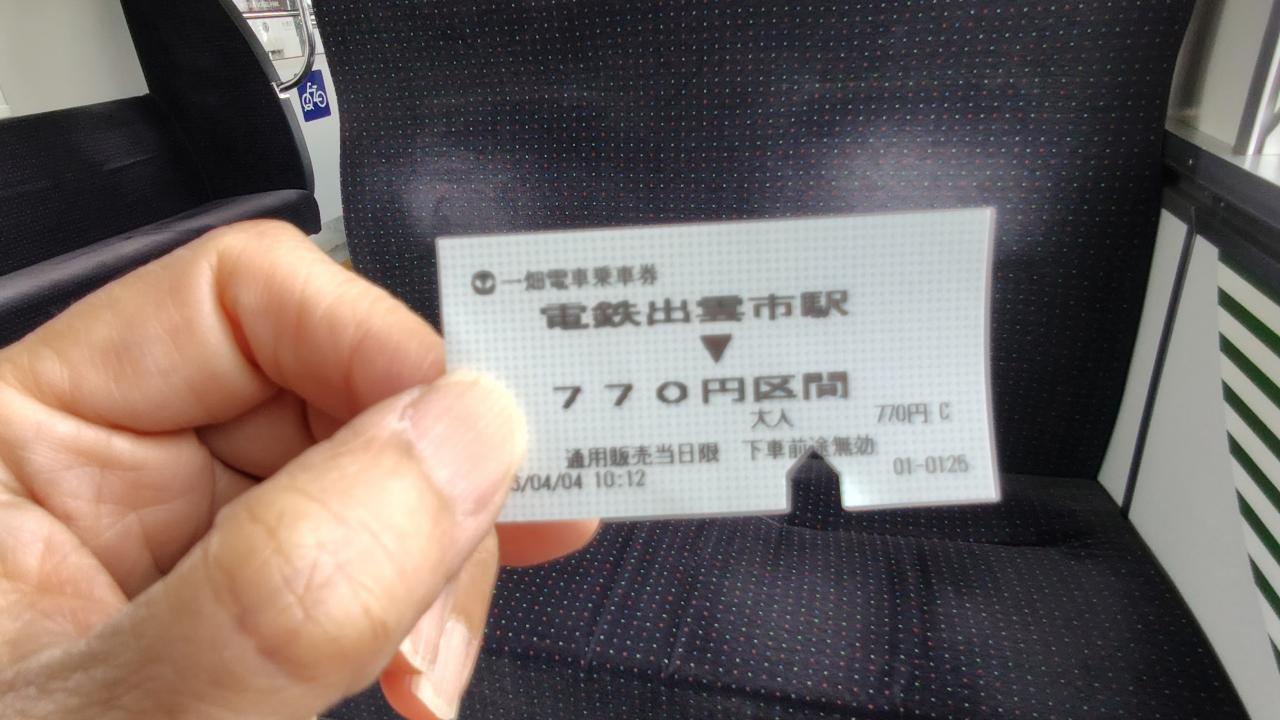 一畑電車乗車券
電鉄出雲市駅
▼
７７０円区間
大人 770円 C
通用販売当日限 下車前途無効
/04/04 10:12 01-0126